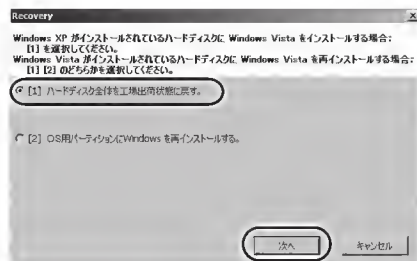 Recovery
Windows XP がインストールされているハードディスクに Windows Vista をインストールする場合:
[1] を選択してください。
Windows Vista がインストールされているハードディスクに Windows Vista を再インストールする場合:
[1] [2] のどちらかを選択してください。
[1] ハードディスク全体を工場出荷状態に戻す。
[2] OS用パーティションにWindows を再インストールする。
次へ
キャンセル